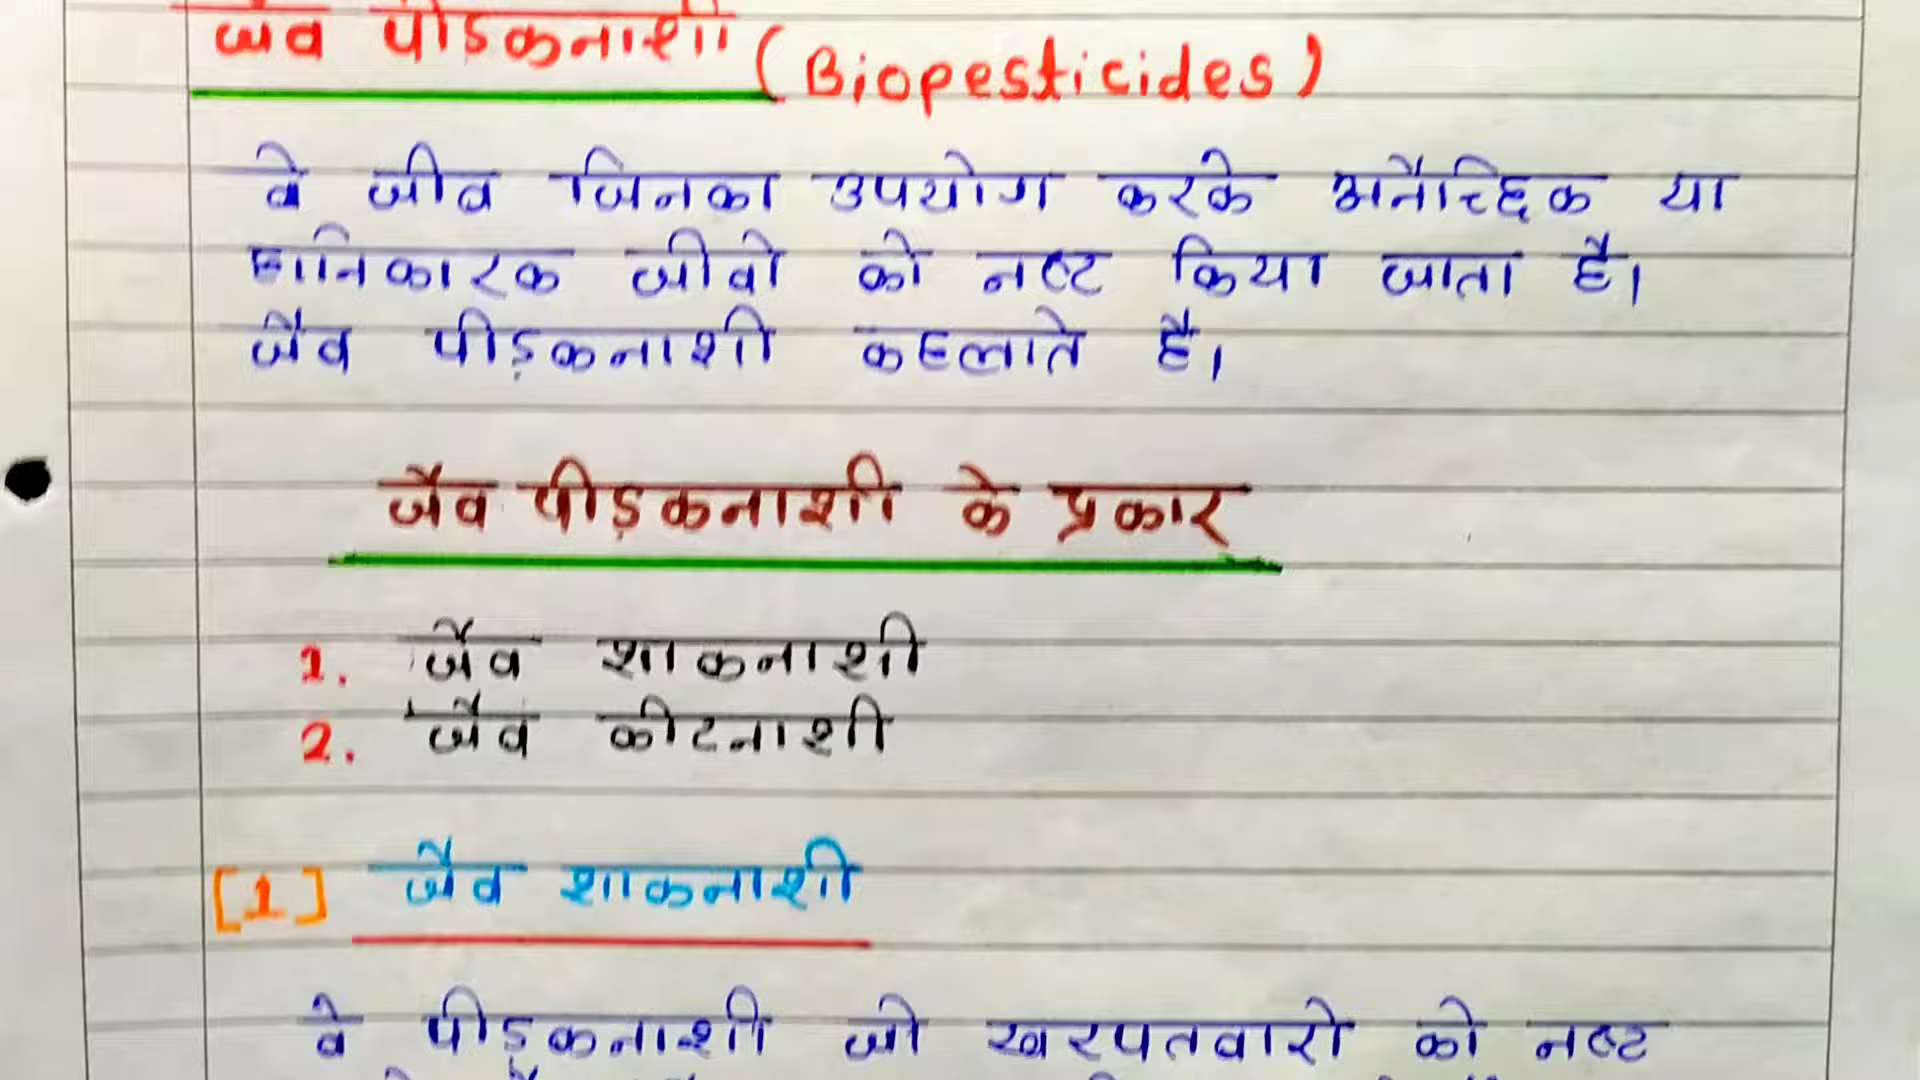 जैव पीडकनाशी (Biopesticides)
वे जीव जिनका उपयोग करके अनैच्छिक या
हानिकारक जीवो को नष्ट किया जाता है।
जैव पीड़कनाशी कहलाते है।
जैव पीड़कनाशी के प्रकार
1. जैव शाकनाशी
2. जैव कीटनाशी
[1] जैव शाकनाशी
वे पीड़कनाशी जो खरपतवारो को नष्ट